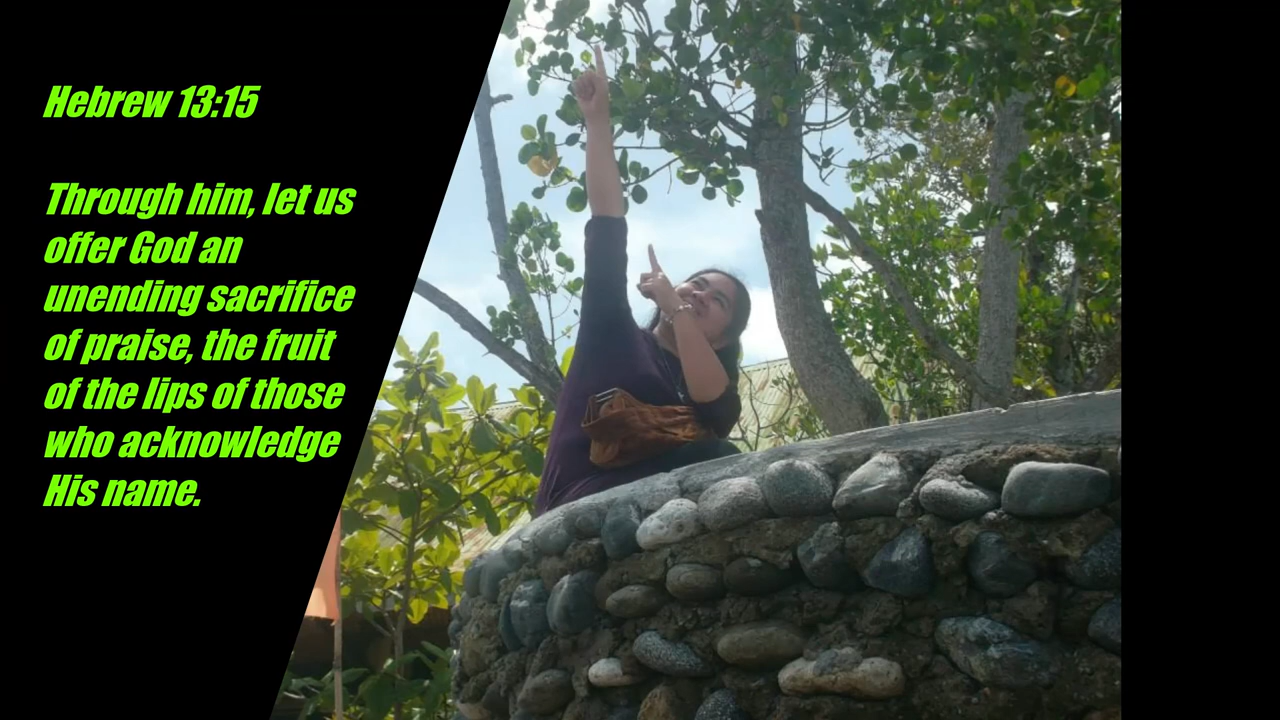 Hebrew 13:15
Through him, let us
offer God an
unending sacrifice
of praise, the fruit
of the lips of those
who acknowledge
His name.